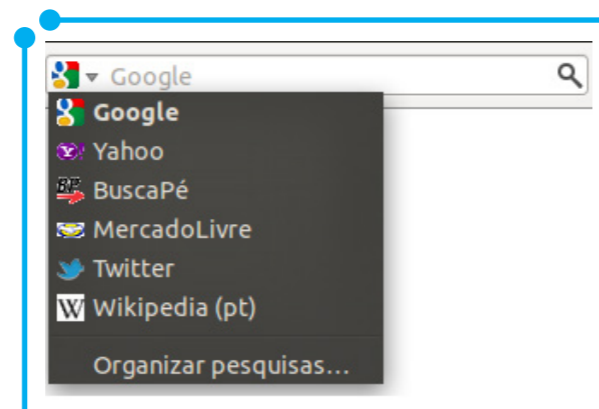 Google
Google
Yahoo
BuscaPé
MercadoLivre
Twitter
Wikipedia (pt)
Organizar pesquisas...